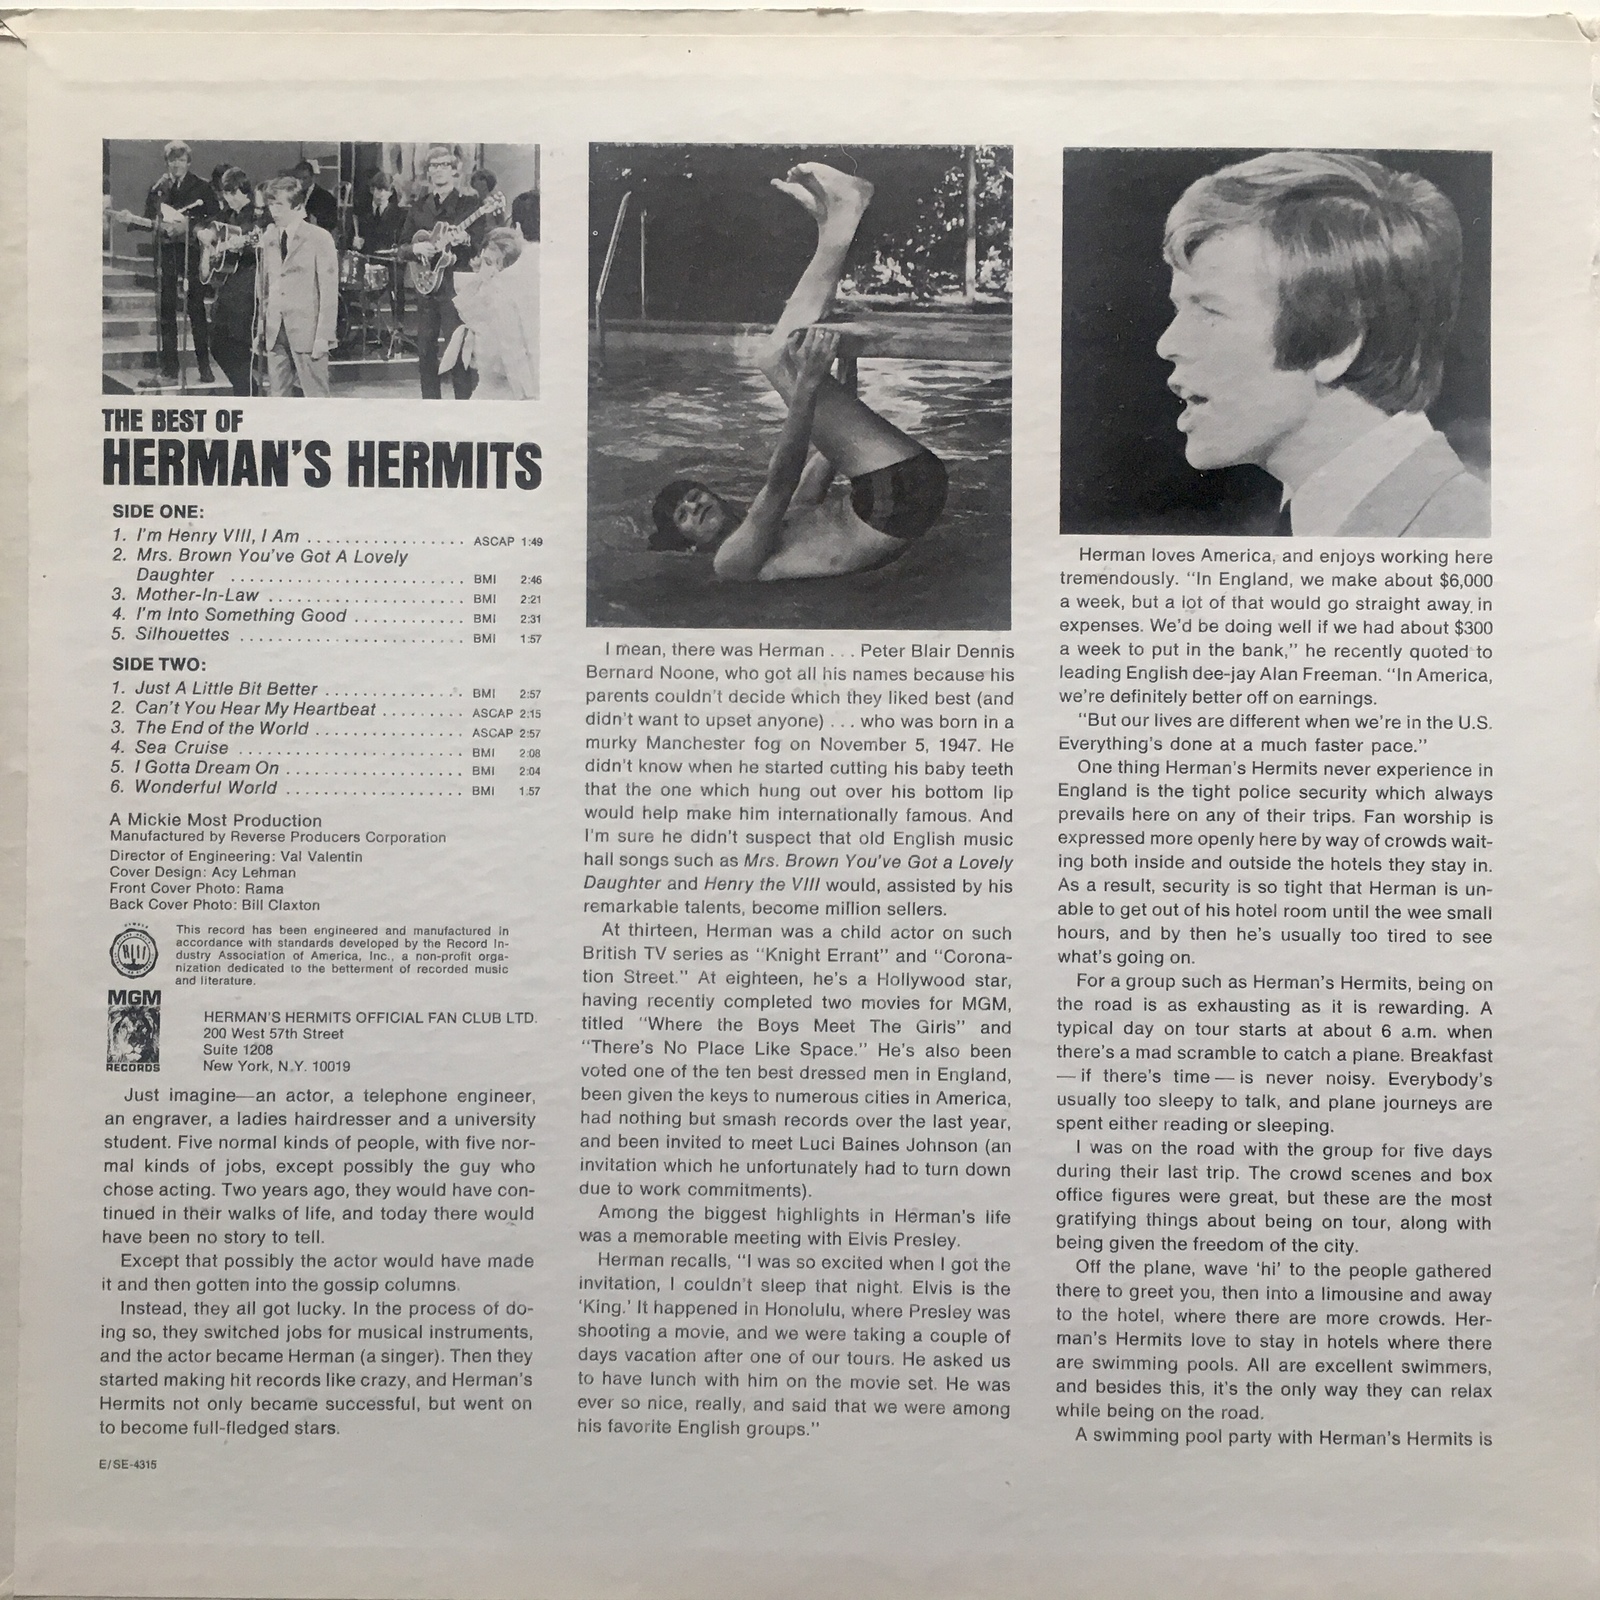 THE BEST OF
HERMAN'S HERMITS
SIDE ONE:
1. I'm Henry VIII, I Am ................. ASCAP 1:49
2. Mrs. Brown You've Got A Lovely
Daughter ......................... BMI 2:46
3. Mother-In-Law ..................... BMI 2:21
4. I'm Into Something Good ............ BMI 2:31
5. Silhouettes ........................ BMI 1:57
SIDE TWO:
1. Just A Little Bit Better ............... BMI 2:57
2. Can't You Hear My Heartbeat ......... ASCAP 2:15
3. The End of the World ................ ASCAP 2:57
4. Sea Cruise ........................ BMI 2:08
5. I Gotta Dream On ................... BMI 2:04
6. Wonderful World ................... BMI 1:57
A Mickie Most Production
Manufactured by Reverse Producers Corporation
Director of Engineering: Val Valentin
Cover Design: Acy Lehman
Front Cover Photo: Rama
Back Cover Photo: Bill Claxton
This record has been engineered and manufactured in
accordance with standards developed by the Record In-
dustry Association of America, Inc., a non-profit orga-
nization dedicated to the betterment of recorded music
and literature.
MGM
RECORDS
HERMAN'S HERMITS OFFICIAL FAN CLUB LTD.
200 West 57th Street
Suite 1208
New York, N.Y. 10019
Just imagine—an actor, a telephone engineer,
an engraver, a ladies hairdresser and a university
student. Five normal kinds of people, with five nor-
mal kinds of jobs, except possibly the guy who
chose acting. Two years ago, they would have con-
tinued in their walks of life, and today there would
have been no story to tell.
Except that possibly the actor would have made
it and then gotten into the gossip columns.
Instead, they all got lucky. In the process of do-
ing so, they switched jobs for musical instruments,
and the actor became Herman (a singer). Then they
started making hit records like crazy, and Herman's
Hermits not only became successful, but went on
to become full-fledged stars.
E/SE-4315
I mean, there was Herman . . . Peter Blair Dennis
Bernard Noone, who got all his names because his
parents couldn't decide which they liked best (and
didn't want to upset anyone) . . . who was born in a
murky Manchester fog on November 5, 1947. He
didn't know when he started cutting his baby teeth
that the one which hung out over his bottom lip
would help make him internationally famous. And
I'm sure he didn't suspect that old English music
hall songs such as Mrs. Brown You've Got a Lovely
Daughter and Henry the VIII would, assisted by his
remarkable talents, become million sellers.
At thirteen, Herman was a child actor on such
British TV series as "Knight Errant" and "Corona-
tion Street." At eighteen, he's a Hollywood star,
having recently completed two movies for MGM,
titled "Where the Boys Meet The Girls" and
"There's No Place Like Space." He's also been
voted one of the ten best dressed men in England,
been given the keys to numerous cities in America,
had nothing but smash records over the last year,
and been invited to meet Luci Baines Johnson (an
invitation which he unfortunately had to turn down
due to work commitments).
Among the biggest highlights in Herman's life
was a memorable meeting with Elvis Presley.
Herman recalls, "I was so excited when I got the
invitation, I couldn't sleep that night. Elvis is the
'King.' It happened in Honolulu, where Presley was
shooting a movie, and we were taking a couple of
days vacation after one of our tours. He asked us
to have lunch with him on the movie set. He was
ever so nice, really, and said that we were among
his favorite English groups."
Herman loves America, and enjoys working here
tremendously. "In England, we make about $6,000
a week, but a lot of that would go straight away in
expenses. We'd be doing well if we had about $300
a week to put in the bank," he recently quoted to
leading English dee-jay Alan Freeman. "In America,
we're definitely better off on earnings.
"But our lives are different when we're in the U.S.
Everything's done at a much faster pace."
One thing Herman's Hermits never experience in
England is the tight police security which always
prevails here on any of their trips. Fan worship is
expressed more openly here by way of crowds wait-
ing both inside and outside the hotels they stay in.
As a result, security is so tight that Herman is un-
able to get out of his hotel room until the wee small
hours, and by then he's usually too tired to see
what's going on.
For a group such as Herman's Hermits, being on
the road is as exhausting as it is rewarding. A
typical day on tour starts at about 6 a.m. when
there's a mad scramble to catch a plane. Breakfast
— if there's time — is never noisy. Everybody's
usually too sleepy to talk, and plane journeys are
spent either reading or sleeping.
I was on the road with the group for five days
during their last trip. The crowd scenes and box
office figures were great, but these are the most
gratifying things about being on tour, along with
being given the freedom of the city.
Off the plane, wave 'hi' to the people gathered
there to greet you, then into a limousine and away
to the hotel, where there are more crowds. Her-
man's Hermits love to stay in hotels where there
are swimming pools. All are excellent swimmers,
and besides this, it's the only way they can relax
while being on the road.
A swimming pool party with Herman's Hermits is